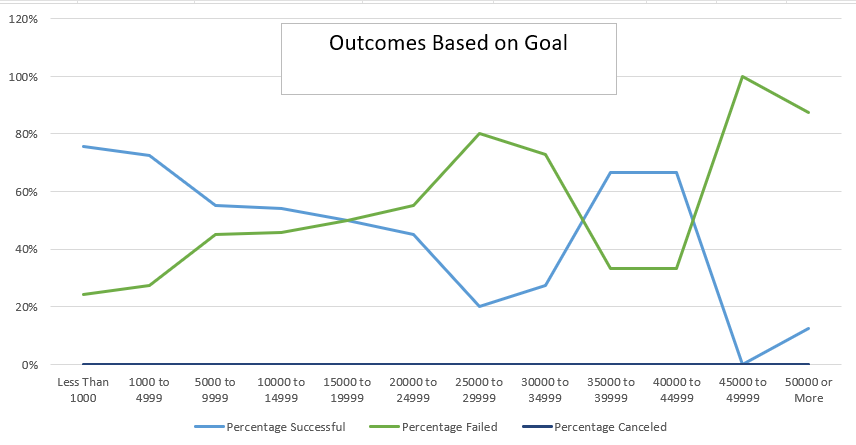 Outcomes Based on Goal
120%
100%
80%
60%
40%
20%
0%
Less Than
1000
1000 to
4999
5000 to
9999
10000 to
14999
15000 to
19999
20000 to
24999
25000 to
29999
30000 to
34999
35000 to
39999
40000 to
44999
45000 to
49999
50000 or
More
Percentage Successful
Percentage Failed
Percentage Canceled